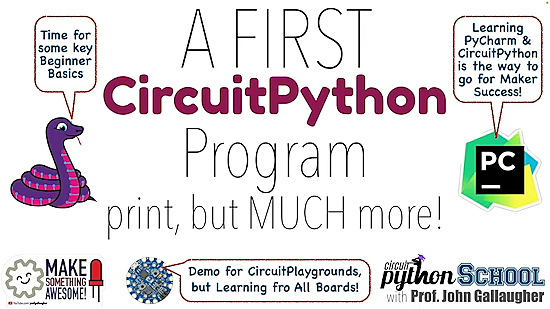 A FIRST
CircuitPython
Program
print, but MUCH more!
Time for
some key
Beginner
Basics
Learning
PyCharm &
CircuitPython
is the way to
go for Maker
Success!
PC
MAKE
SOMETHING
AWESOME!
Demo for CircuitPlaygrounds,
but Learning fro All Boards!
circuit
python SCHOOL
with Prof. John Gallaugher